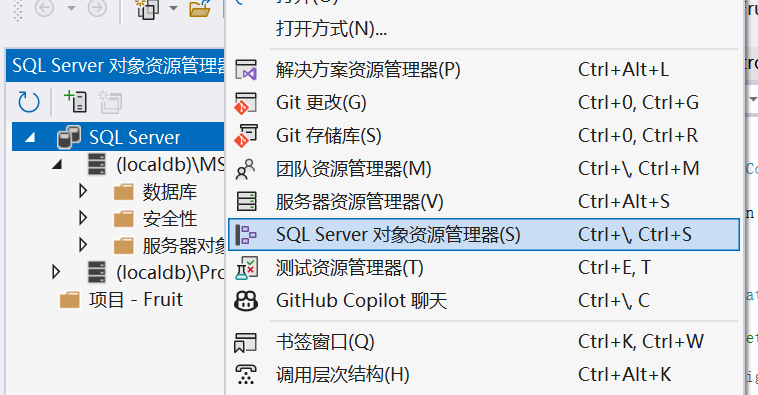 打开方式(N)...
SQL Server 对象资源管理器
解决方案资源管理器(P) Ctrl+Alt+L
Git 更改(G) Ctrl+0, Ctrl+G
SQL Server
Git 存储库(S) Ctrl+0, Ctrl+R
(localdb)\MS
团队资源管理器(M) Ctrl+\, Ctrl+M
数据库
服务器资源管理器(V) Ctrl+Alt+S
安全性
SQL Server 对象资源管理器(S) Ctrl+\, Ctrl+S
服务器对
(localdb)\Pro
测试资源管理器(T) Ctrl+E, T
项目 - Fruit
GitHub Copilot 聊天 Ctrl+\, C
书签窗口(Q) Ctrl+K, Ctrl+W
调用层次结构(H) Ctrl+Alt+K